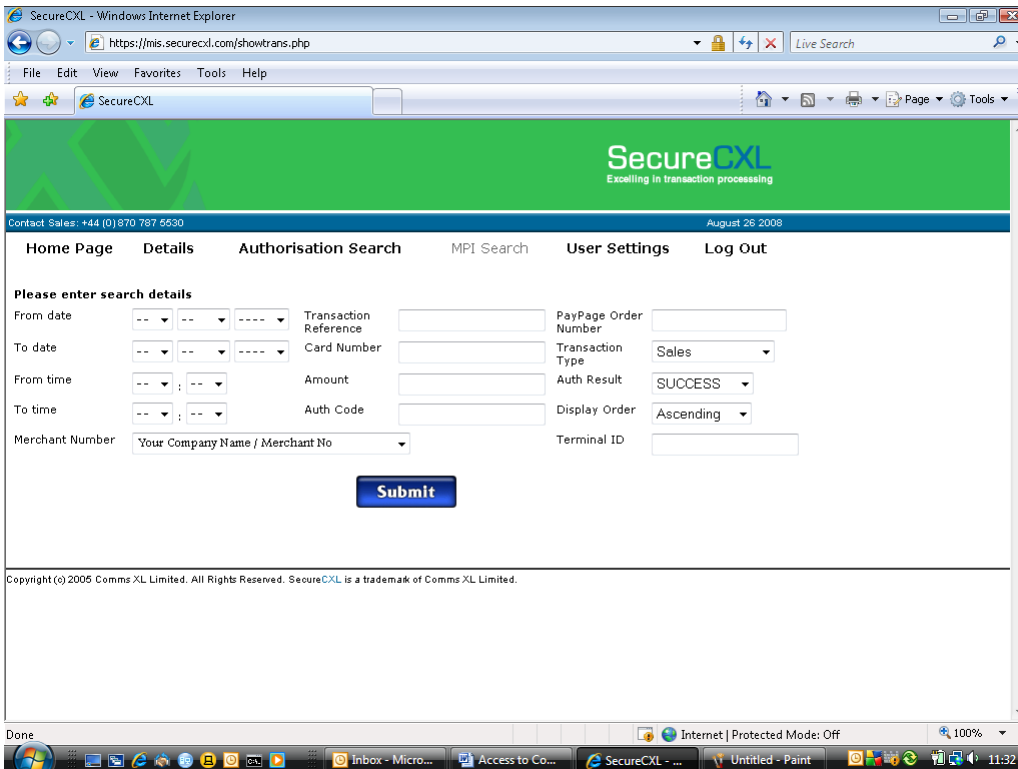 SecureCXL - Windows Internet Explorer
https://mis.securecxl.com/showtrans.php
Live Search
File Edit View Favorites Tools Help
SecureCXL
Page Tools
SecureCXL
Excelling in transaction processsing
Contact Sales: +44 (0)870 787 5530 August 26 2008
Home Page Details Authorisation Search MPI Search User Settings Log Out
Please enter search details
From date -- -- ---- Transaction Reference PayPage Order Number
To date -- -- ---- Card Number Transaction Type Sales
From time -- : -- Amount Auth Result SUCCESS
To time -- : -- Auth Code Display Order Ascending
Merchant Number Your Company Name / Merchant No Terminal ID
Submit
Copyright (c) 2005 Comms XL Limited. All Rights Reserved. SecureCXL is a trademark of Comms XL Limited.
Done Internet | Protected Mode: Off 100%
Inbox - Micro... Access to Co... SecureCXL - ... Untitled - Paint 11:32